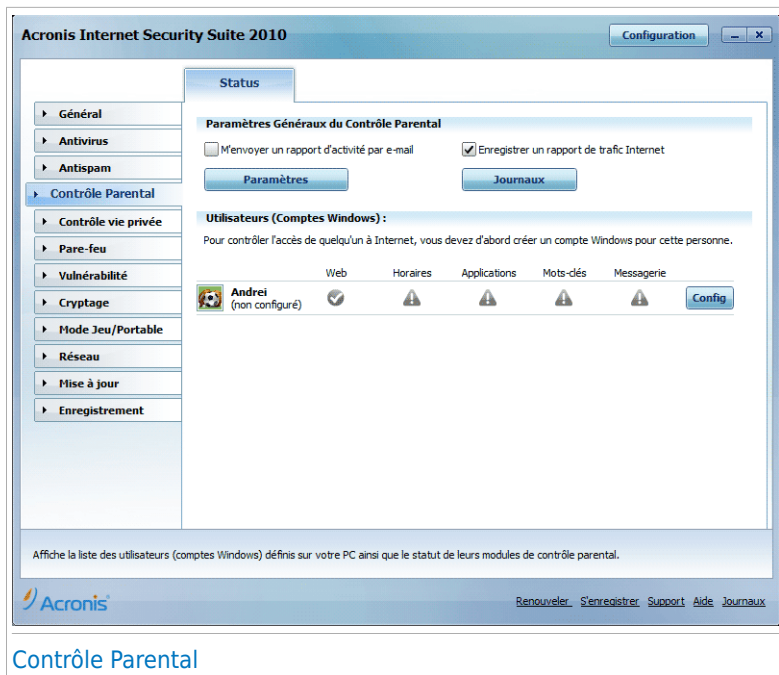 Acronis Internet Security Suite 2010
Configuration
Status
Général
Antivirus
Antispam
Contrôle Parental
Contrôle vie privée
Pare-feu
Vulnérabilité
Cryptage
Mode Jeu/Portable
Réseau
Mise à jour
Enregistrement
Paramètres Généraux du Contrôle Parental
M'envoyer un rapport d'activité par e-mail
Enregistrer un rapport de trafic Internet
Paramètres
Journaux
Utilisateurs (Comptes Windows) :
Pour contrôler l'accès de quelqu'un à Internet, vous devez d'abord créer un compte Windows pour cette personne.
Web Horaires Applications Mots-clés Messagerie
Andrei
(non configuré)
Config
Affiche la liste des utilisateurs (comptes Windows) définis sur votre PC ainsi que le statut de leurs modules de contrôle parental.
Acronis
Renouveler S'enregistrer Support Aide Journaux
Contrôle Parental